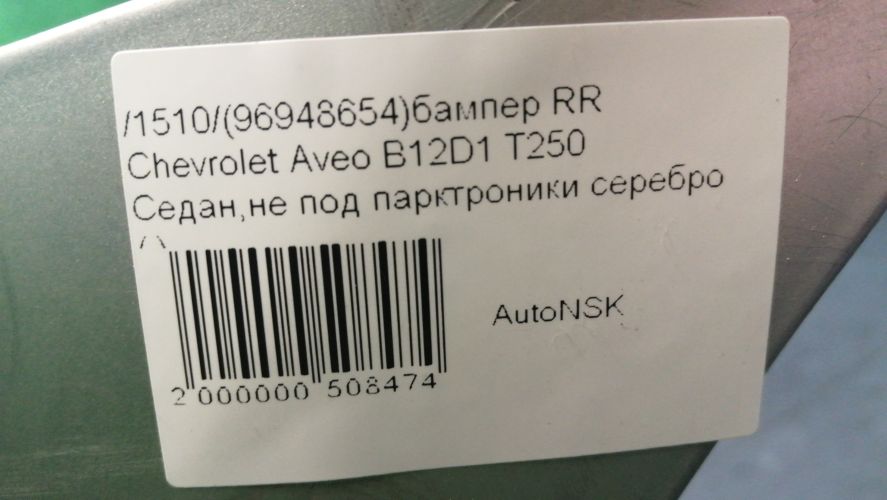 /1510/(96948654)бампер RR
Chevrolet Aveo B12D1 T250
Седан,не под парктроники серебро
AutoNSK
2 000000 508474